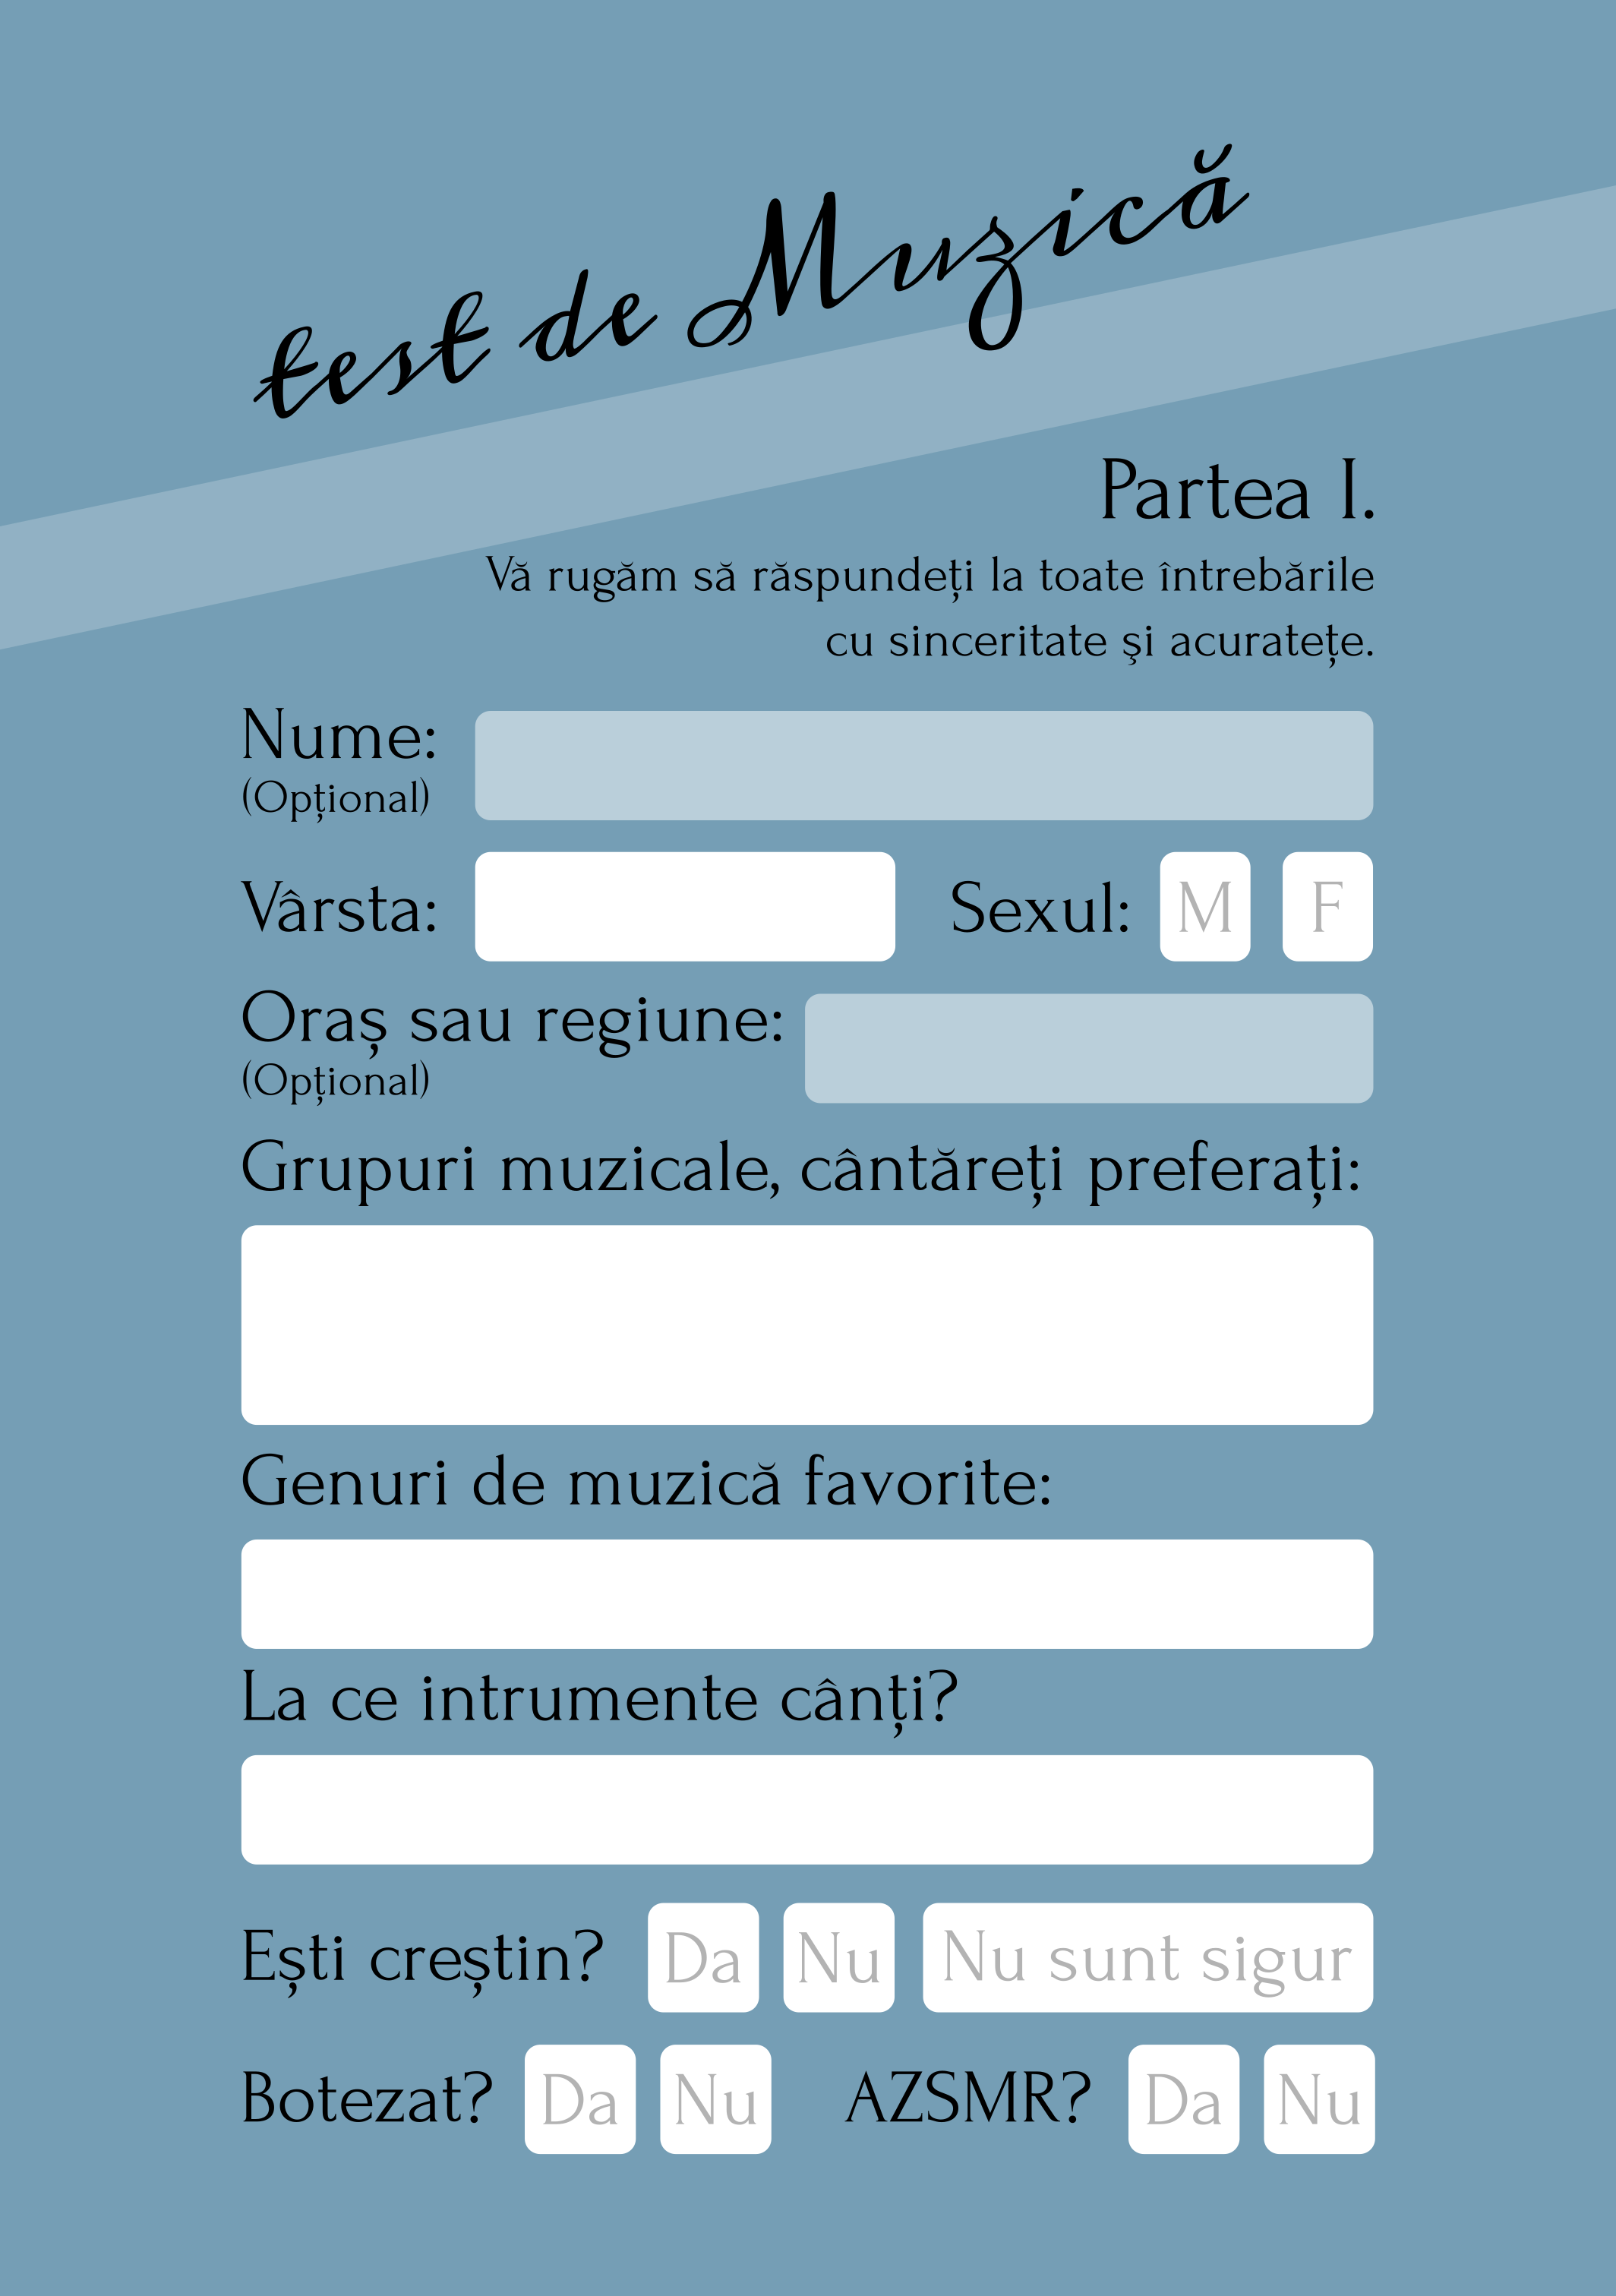 test de Muzică
Partea I.
Vă rugăm să răspundeți la toate întrebările
cu sinceritate şi acuratețe.
Nume:
(Opțional)
Vârsta:
Sexul: M F
Oraș sau regiune:
(Opțional)
Grupuri muzicale, cântăreți preferați:
Genuri de muzică favorite:
La ce intrumente cânți?
Ești creștin? Da Nu Nu sunt sigur
Botezat? Da Nu AZSMR? Da Nu